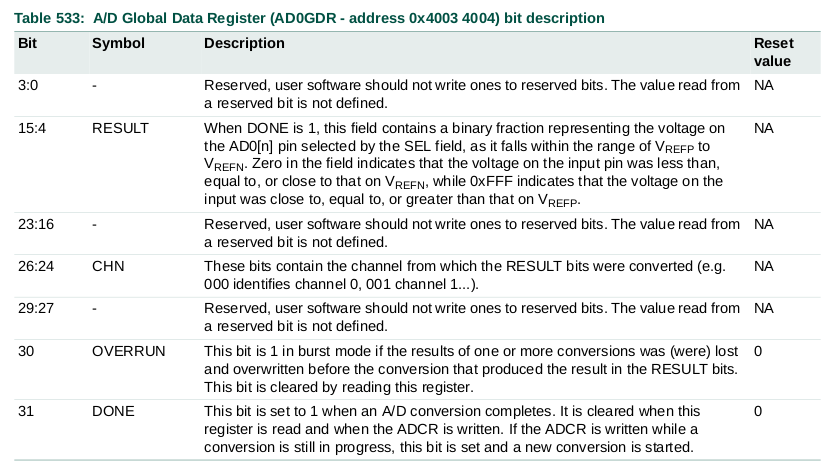 Table 533: A/D Global Data Register (AD0GDR - address 0x4003 4004) bit description
Bit Symbol Description Reset
value
3:0 - Reserved, user software should not write ones to reserved bits. The value read from NA
a reserved bit is not defined.
15:4 RESULT When DONE is 1, this field contains a binary fraction representing the voltage on NA
the AD0[n] pin selected by the SEL field, as it falls within the range of VREFP to
VREFN. Zero in the field indicates that the voltage on the input pin was less than,
equal to, or close to that on VREFN, while 0xFFF indicates that the voltage on the
input was close to, equal to, or greater than that on VREFP.
23:16 - Reserved, user software should not write ones to reserved bits. The value read from NA
a reserved bit is not defined.
26:24 CHN These bits contain the channel from which the RESULT bits were converted (e.g. NA
000 identifies channel 0, 001 channel 1...).
29:27 - Reserved, user software should not write ones to reserved bits. The value read from NA
a reserved bit is not defined.
30 OVERRUN This bit is 1 in burst mode if the results of one or more conversions was (were) lost 0
and overwritten before the conversion that produced the result in the RESULT bits.
This bit is cleared by reading this register.
31 DONE This bit is set to 1 when an A/D conversion completes. It is cleared when this 0
register is read and when the ADCR is written. If the ADCR is written while a
conversion is still in progress, this bit is set and a new conversion is started.